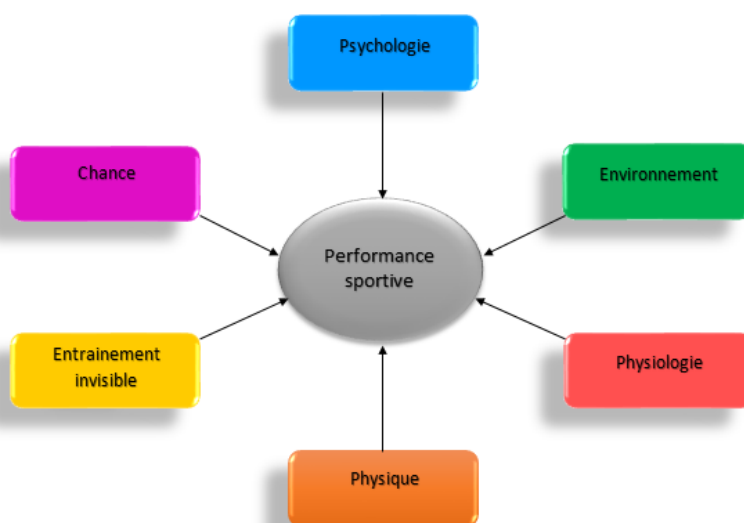 Psychologie
Chance
Environnement
Performance
sportive
Entrainement
invisible
Physiologie
Physique